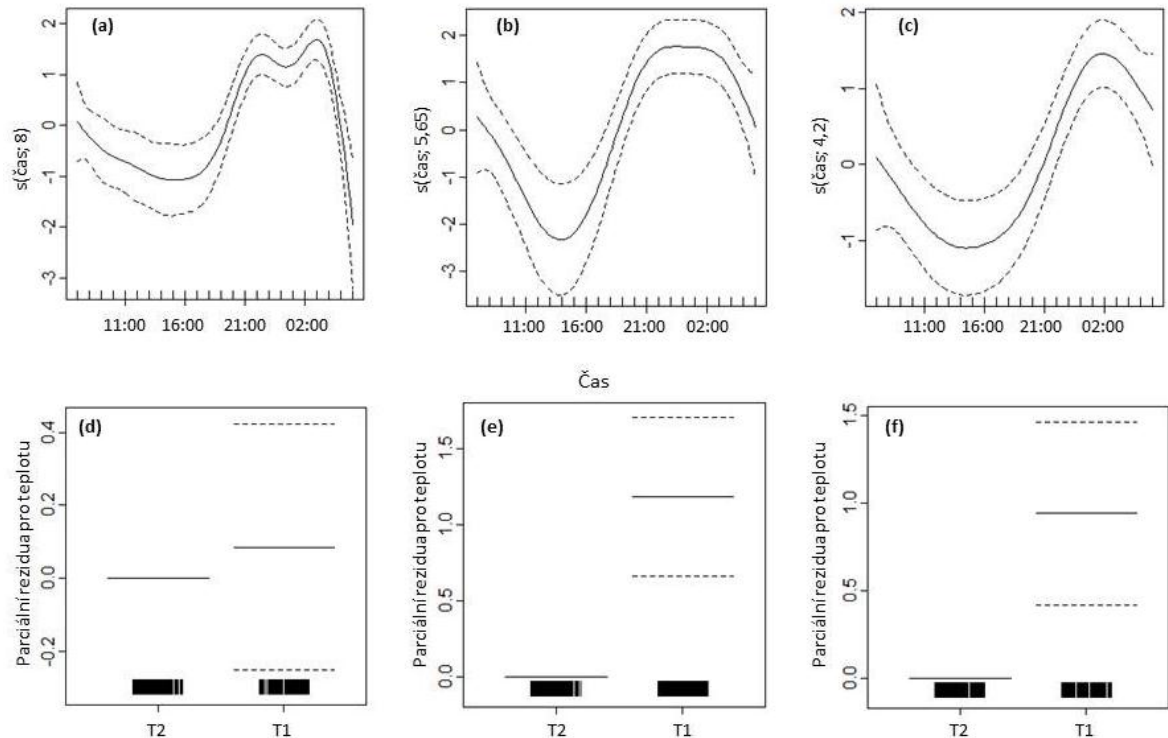 (a)
s(čas; 8)
2
1
0
-1
-2
-3
11:00 16:00 21:00 02:00
(b)
s(čas; 5,65)
2
1
0
-1
-2
-3
11:00 16:00 21:00 02:00
(c)
s(čas; 4,2)
2
1
0
-1
11:00 16:00 21:00 02:00
Čas
(d)
Parciální rezidua pro teplotu
0.4
0.2
0.0
-0.2
T2 T1
(e)
Parciální rezidua pro teplotu
1.5
1.0
0.5
0.0
T2 T1
(f)
Parciální rezidua pro teplotu
1.5
1.0
0.5
0.0
T2 T1